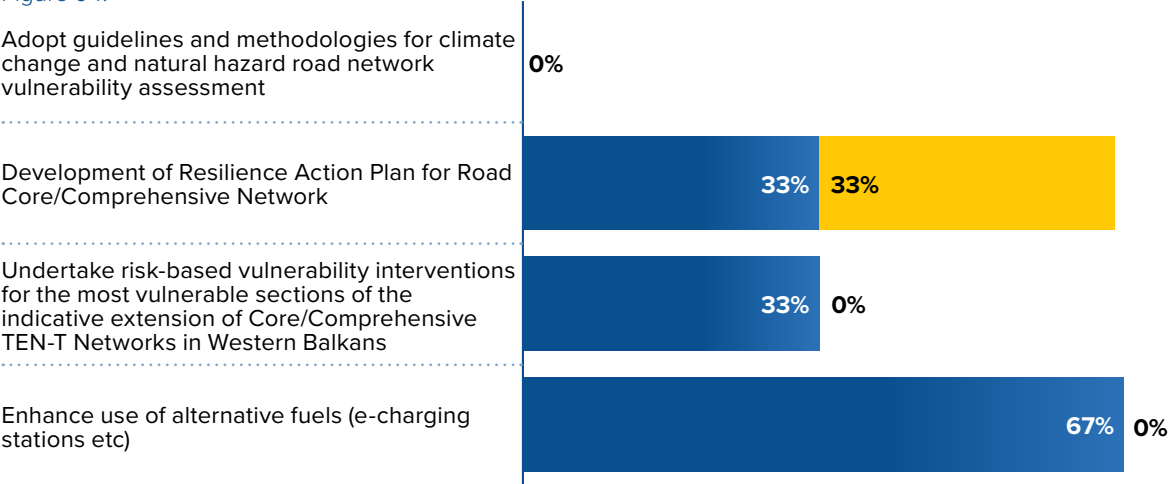 Adopt guidelines and methodologies for climate
change and natural hazard road network
vulnerability assessment
0%
Development of Resilience Action Plan for Road
Core/Comprehensive Network
33%
33%
Undertake risk-based vulnerability interventions
for the most vulnerable sections of the
indicative extension of Core/Comprehensive
TEN-T Networks in Western Balkans
33%
0%
Enhance use of alternative fuels (e-charging
stations etc)
67%
0%